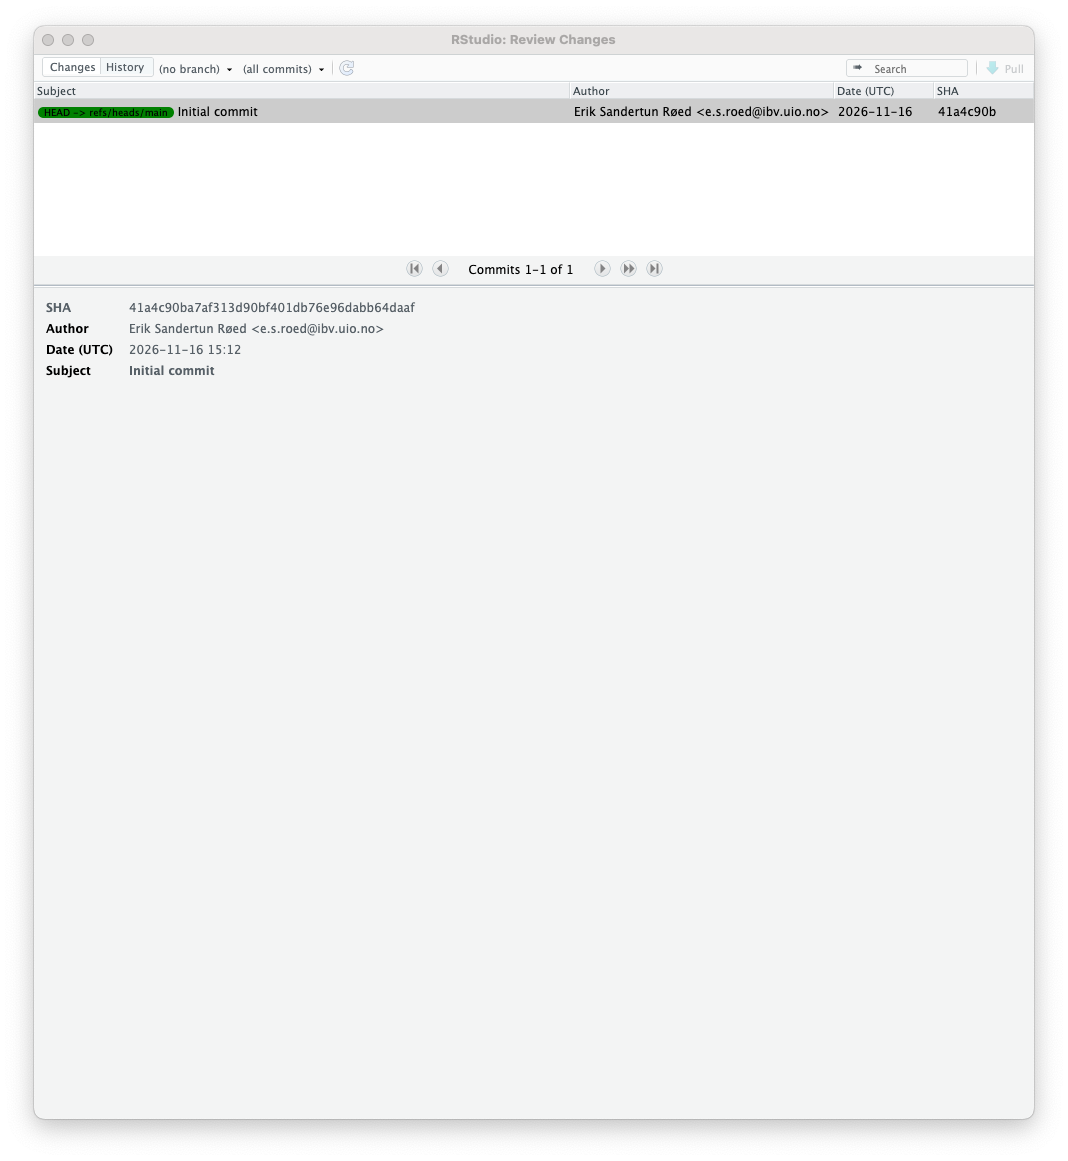 RStudio: Review Changes
Changes History (no branch) (all commits) Search Pull
Subject Author Date (UTC) SHA
HEAD -> refs/heads/main Initial commit Erik Sandertun Røed <e.s.roed@ibv.uio.no> 2026-11-16 41a4c90b
Commits 1-1 of 1
SHA 41a4c90ba7af313d90bf401db76e96dabb64daaf
Author Erik Sandertun Røed <e.s.roed@ibv.uio.no>
Date (UTC) 2026-11-16 15:12
Subject Initial commit